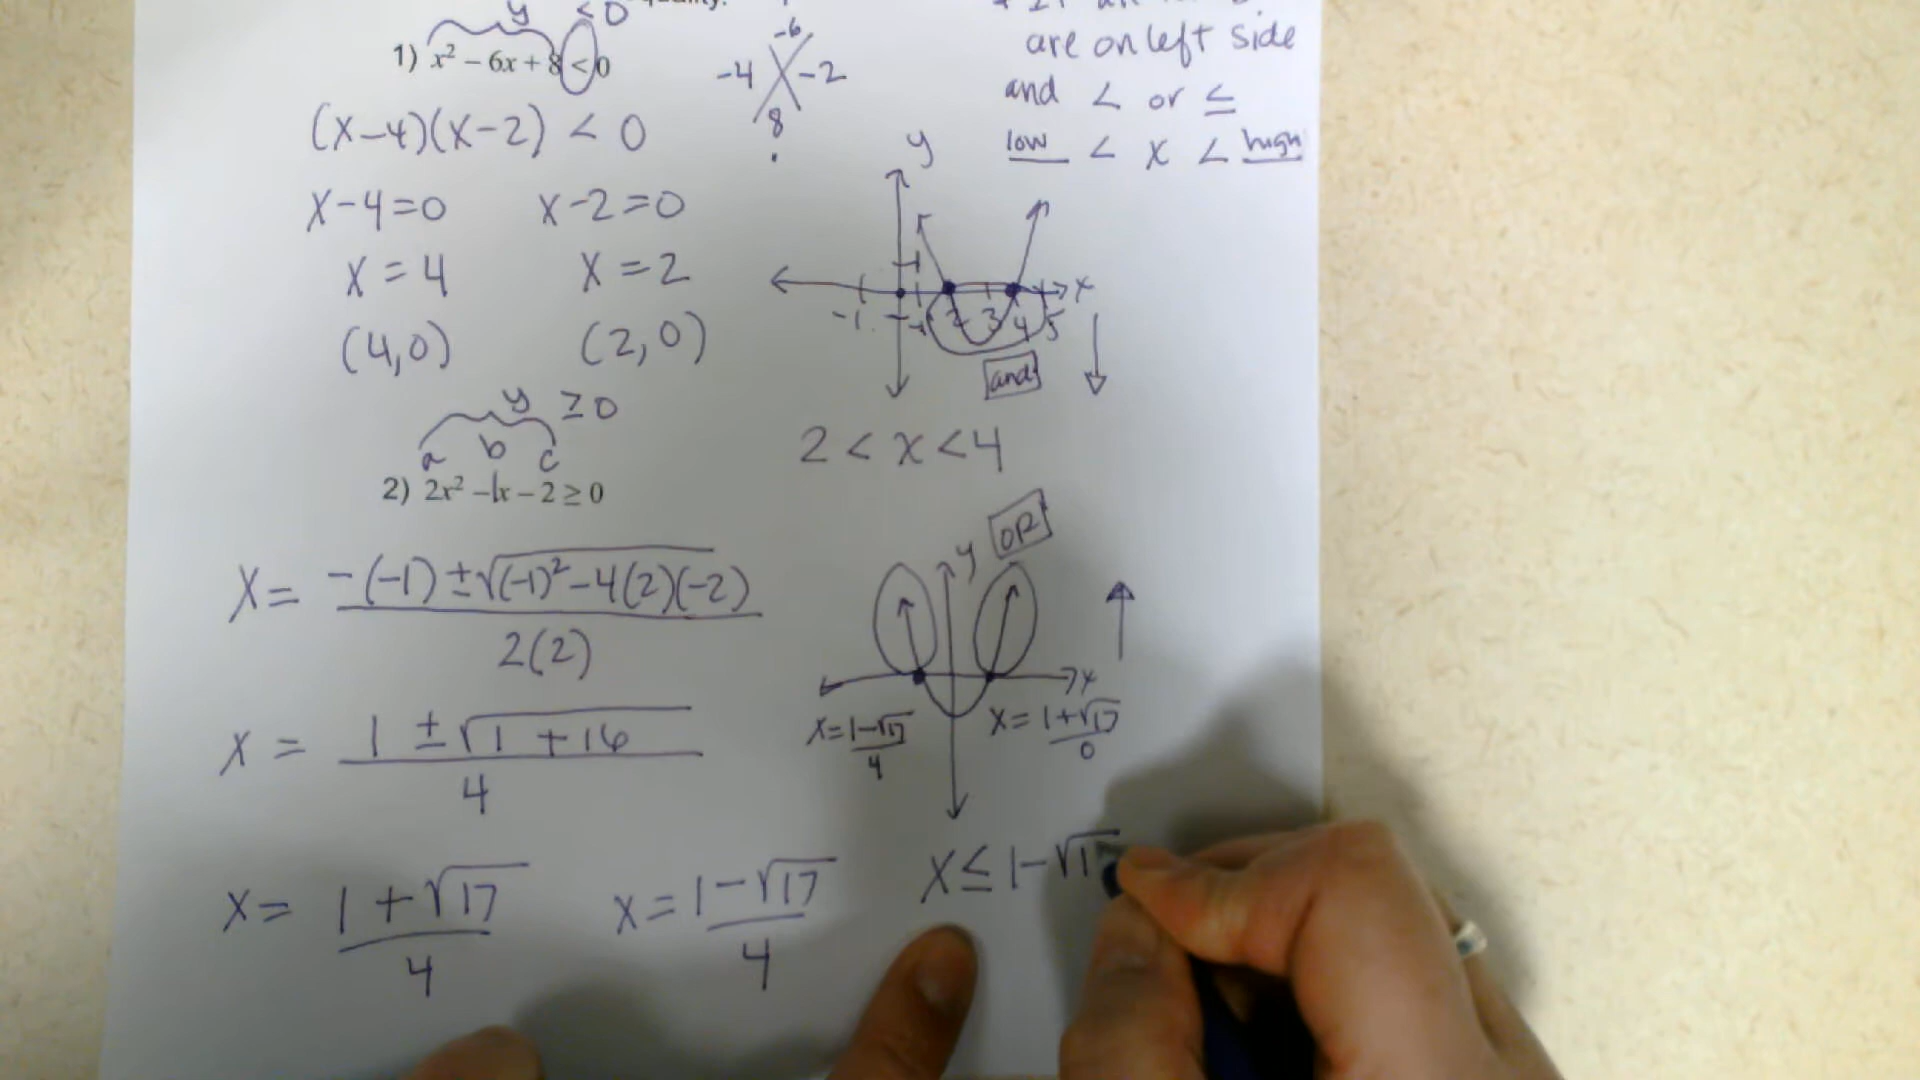 y < 0
1) x² − 6x + 8 < 0
(x−4)(x−2) < 0
x−4=0 x−2=0
x = 4 x = 2
(4,0) (2,0)
-6
-4 -2
8
are on left side
and < or ≤
low < x < high
y
x
-1 1 2 3 4 5
and
2 < x < 4
y ≥ 0
a b c
2) 2x² − 1x − 2 ≥ 0
x = -(-1) ± √(-1)² − 4(2)(-2)
2(2)
x = 1 ± √1 + 16
4
x = 1 + √17
4
x = 1 − √17
4
y OR
x
x = 1−√17
4
x = 1+√17
0
x ≤ 1 − √1